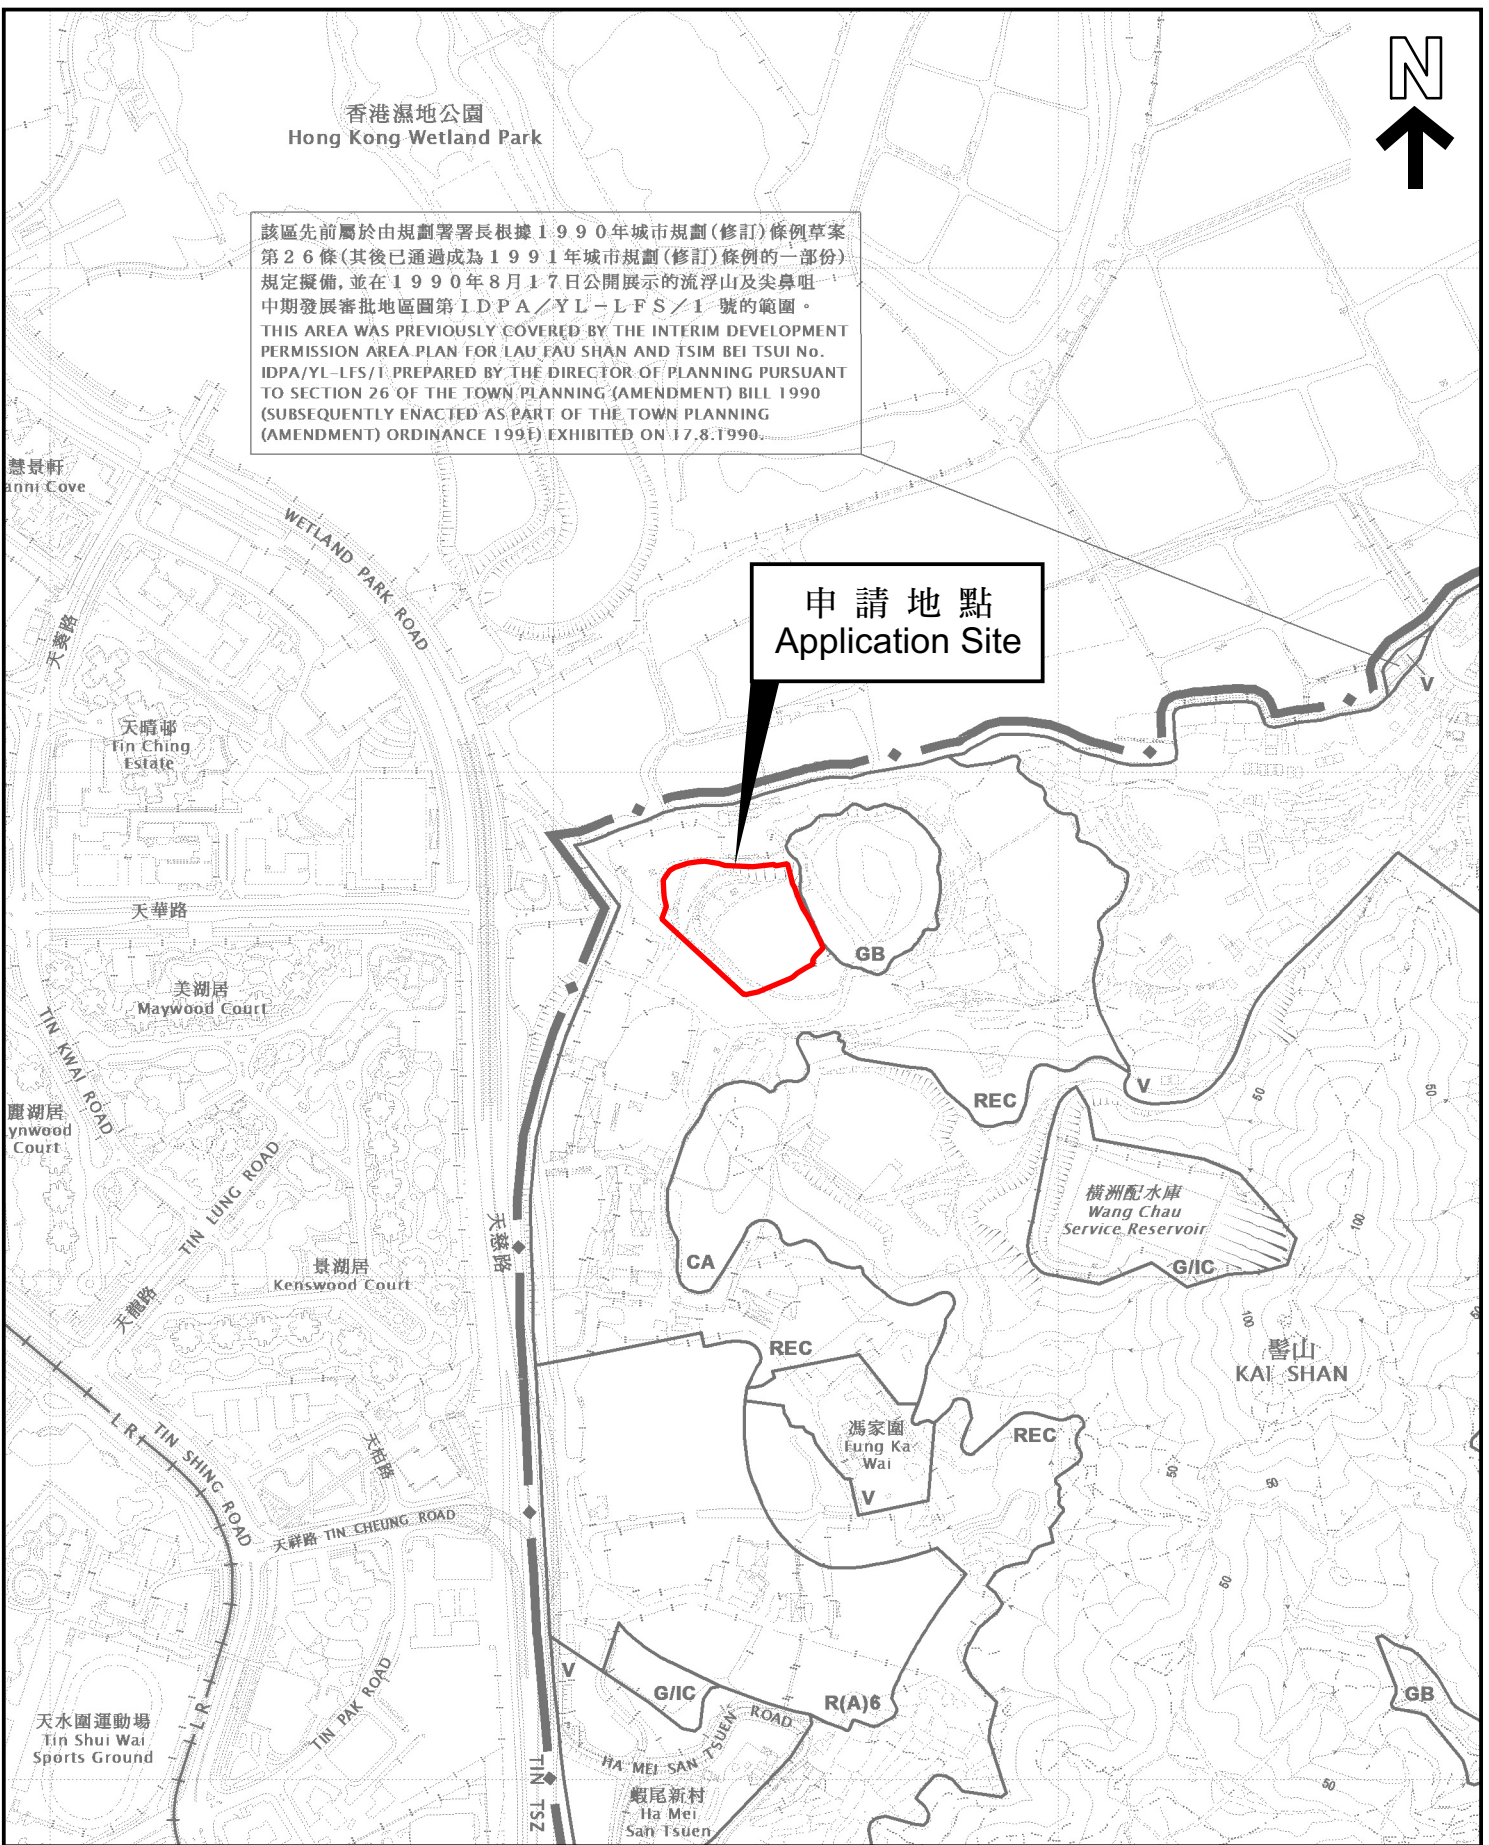 N
香港濕地公園
Hong Kong Wetland Park
該區先前屬於由規劃署署長根據1990年城市規劃(修訂)條例草案
第26條(其後已通過成為1991年城市規劃(修訂)條例的一部份)
規定擬備,並在1990年8月17日公開展示的流浮山及尖鼻咀
中期發展審批地區圖第IDPA/YL-LFS/1 號的範圍。
THIS AREA WAS PREVIOUSLY COVERED BY THE INTERIM DEVELOPMENT
PERMISSION AREA PLAN FOR LAU FAU SHAN AND TSIM BEI TSUI No.
IDPA/YL-LFS/1 PREPARED BY THE DIRECTOR OF PLANNING PURSUANT
TO SECTION 26 OF THE TOWN PLANNING (AMENDMENT) BILL 1990
(SUBSEQUENTLY ENACTED AS PART OF THE TOWN PLANNING
(AMENDMENT) ORDINANCE 1991) EXHIBITED ON 17.8.1990.
慧景軒
anni Cove
WETLAND PARK ROAD
天葵路
申請地點
Application Site
V
天晴邨
Tin Ching
Estate
天華路
GB
美湖居
Maywood Court
TIN KWAI ROAD
麗湖居
ynwood
Court
REC
V
50
50
橫洲配水庫
Wang Chau
Service Reservoir
G/IC
100
100
TIN LUNG ROAD
天龍路
天慈路
景湖居
Kenswood Court
CA
REC
髻山
KAI SHAN
50
馮家圍
Fung Ka
Wai
V
REC
50
50
50
L R
TIN SHING ROAD
天柏路
天祥路 TIN CHEUNG ROAD
V
G/IC
R(A)6
GB
L R
TIN PAK ROAD
天水圍運動場
Tin Shui Wai
Sports Ground
HA MEI SAN TSUEN ROAD
TIN TSZ
蝦尾新村
Ha Mei
San Tsuen
50